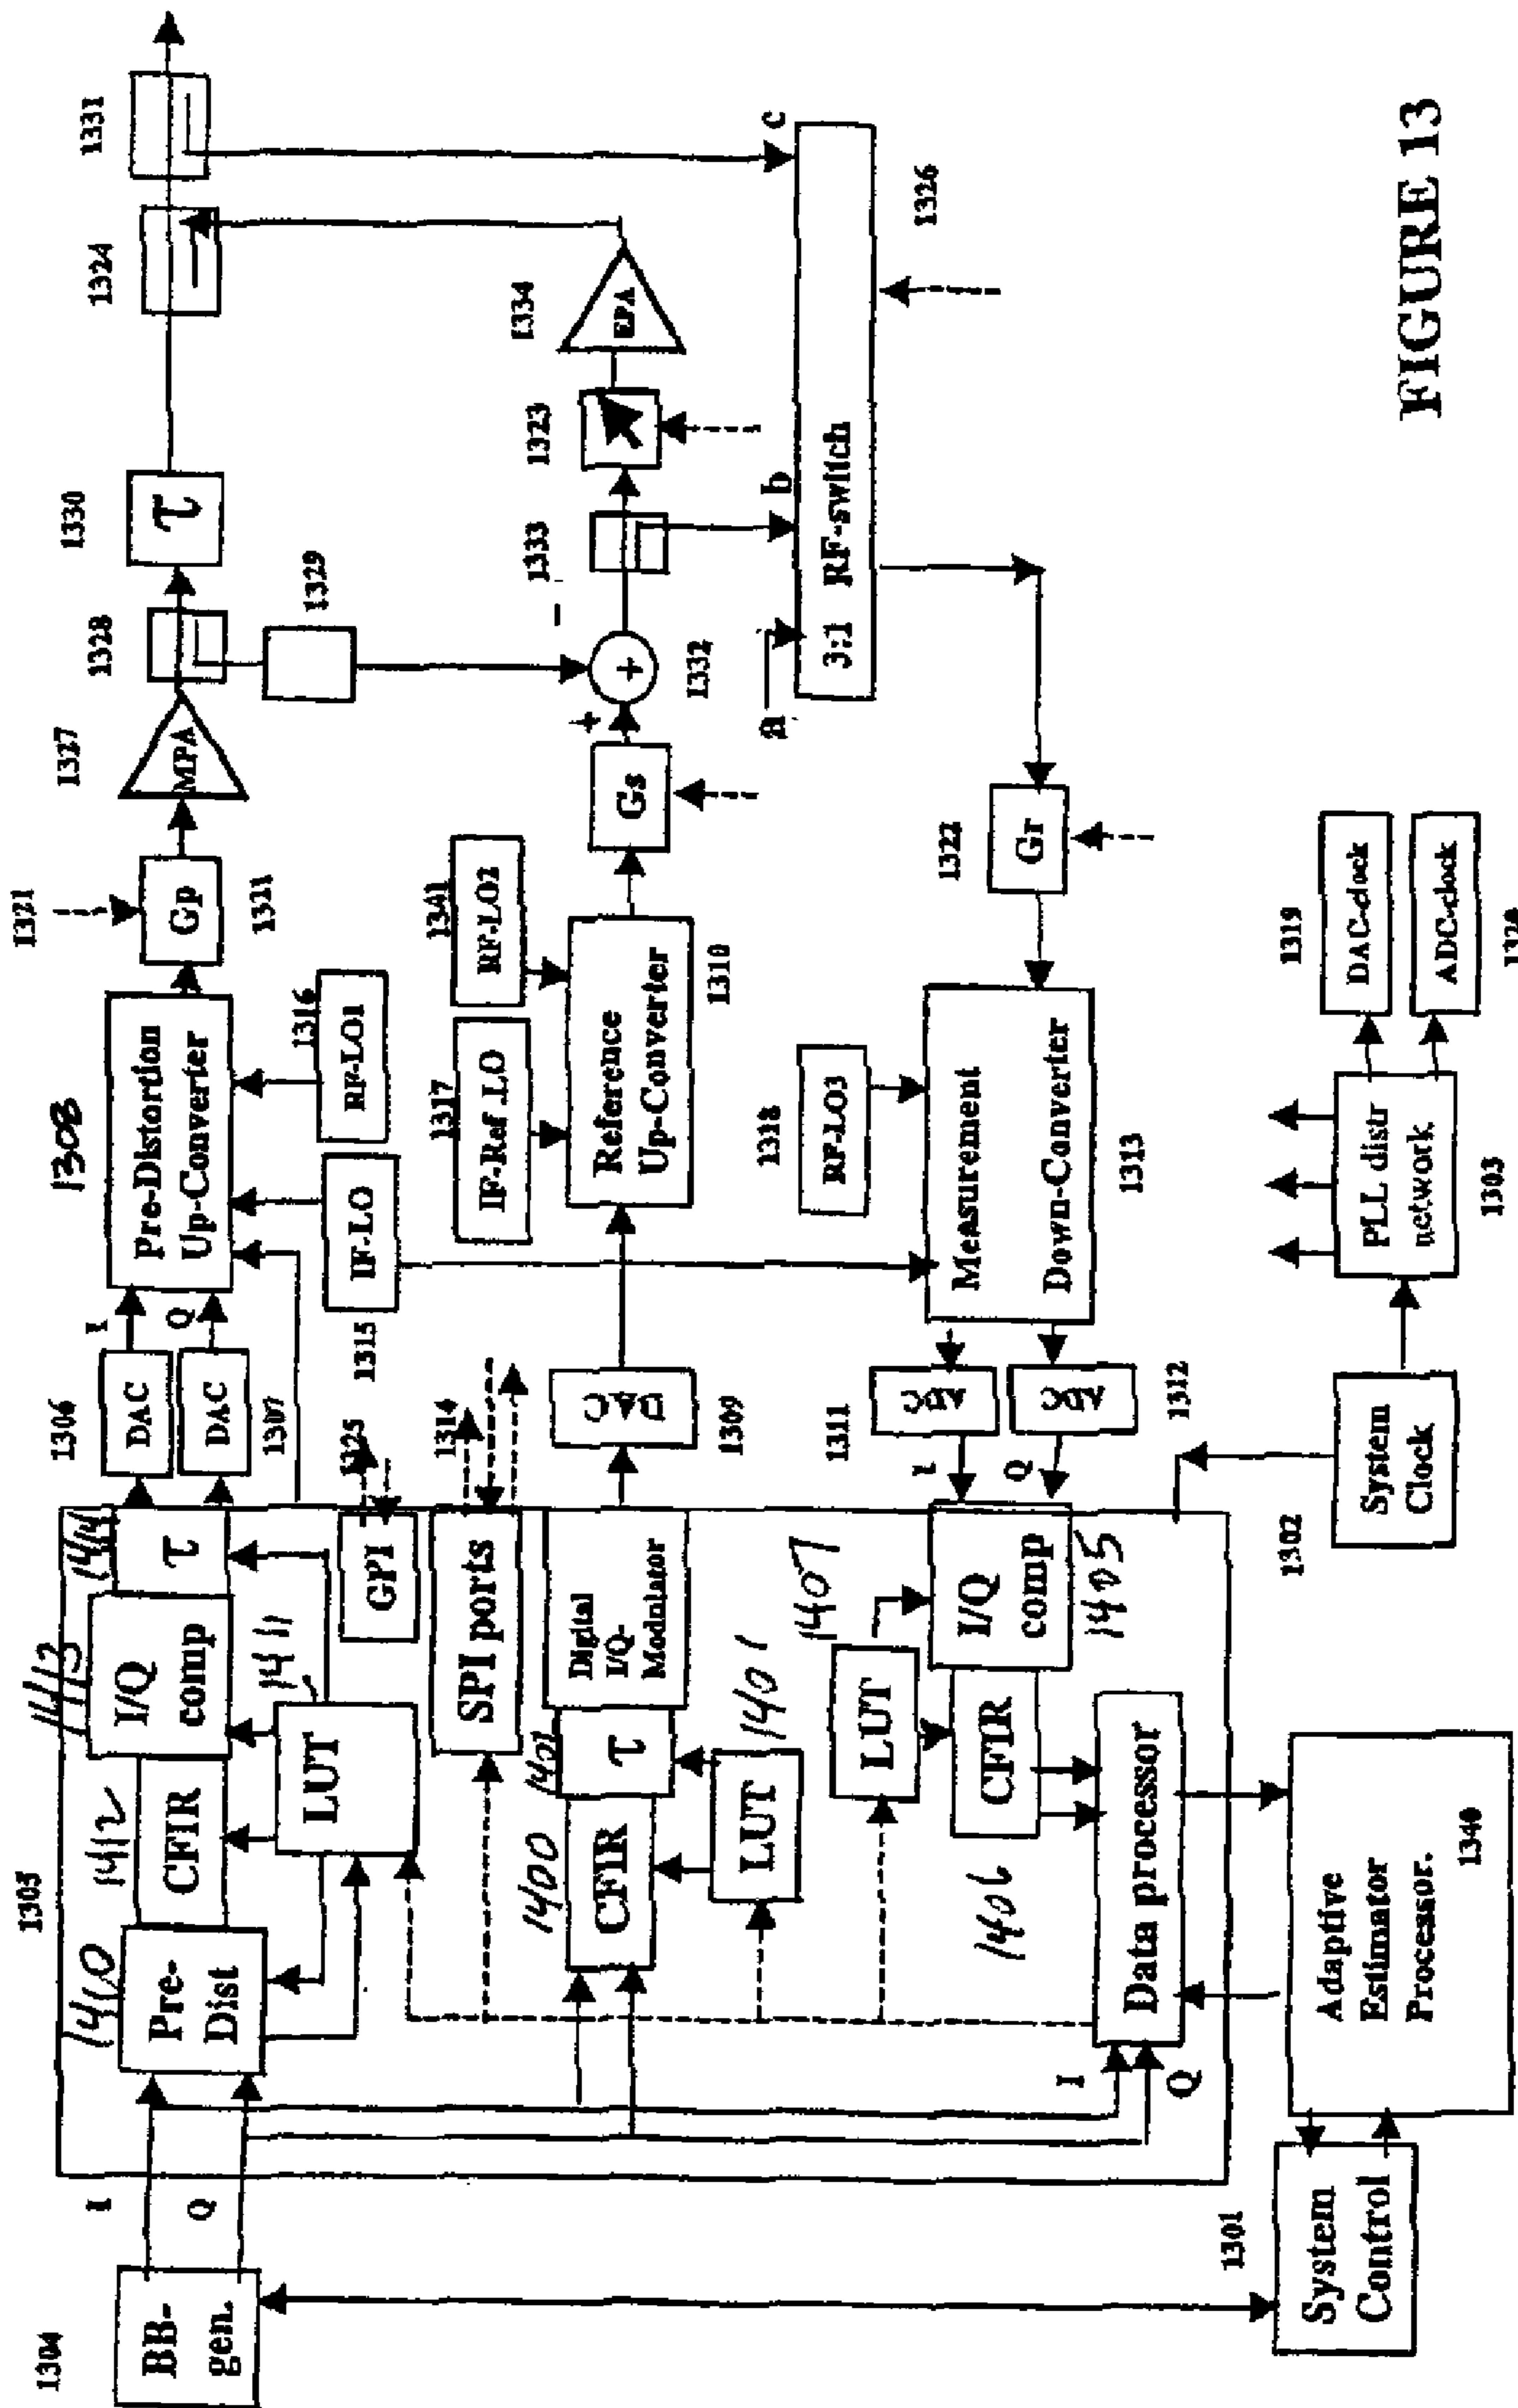 1304
BB-
gen.
I
Q
1305
1410
Pre-
Dist
1412
CFIR
1413
I/Q
comp
1414
τ
1411
LUT
GPI
1325
SPI ports
1314
1306
DAC
I
DAC
Q
1307
1308
Pre-Distortion
Up-Converter
1315
IF-LO
1316
RF-LO1
1321
Gp
1321
1327
MPA
1328
1329
1330
τ
1324
1331
1400
CFIR
1401
τ
Digital
I/Q-
Modulator
LUT
1401
1309
DAC
1317
IF-Ref .LO
1341
RF-LO2
Reference
Up-Converter
1310
Gs
+
+
1332
-
1333
1323
1334
EPA
a
b
c
3:1 RF-switch
1326
1407
LUT
1406
CFIR
I/Q
comp
1405
I
Q
1311
ADC
ADC
1312
1318
RF-LO3
Measurement
Down-Converter
1313
1322
Gr
I
Q
Data processor
1301
System
Control
Adaptive
Estimator
Processor.
1340
1302
System
Clock
PLL distr
network
1303
1319
DAC-clock
ADC-clock
1320
FIGURE 13